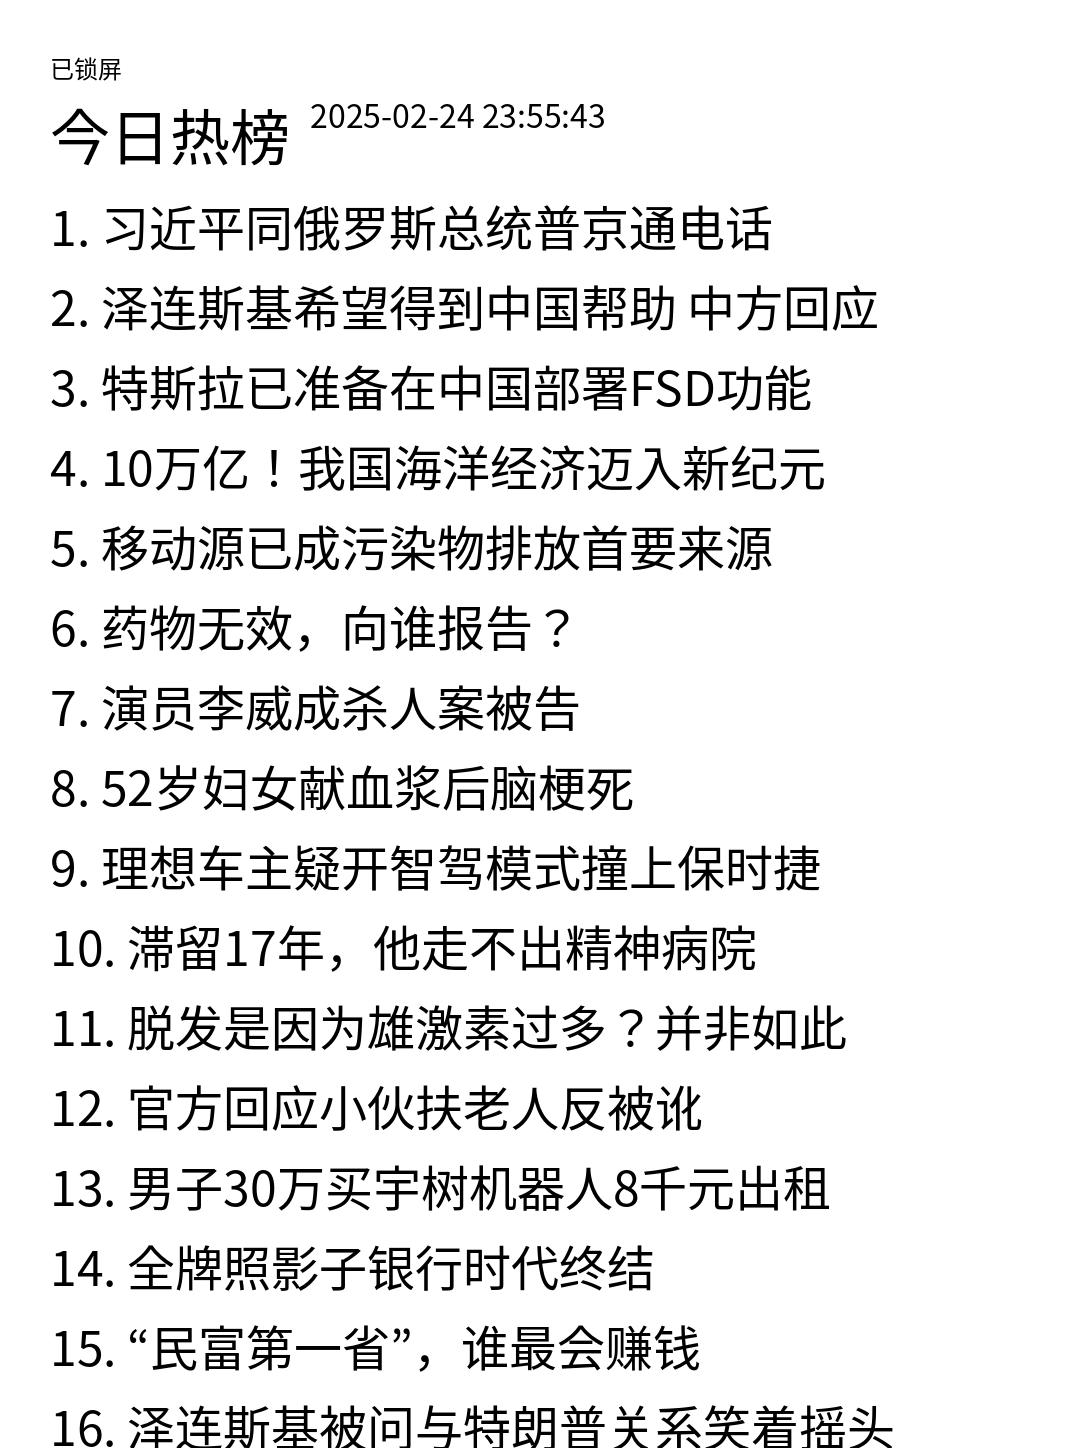 已锁屏
今日热榜 2025-02-24 23:55:43
1. 习近平同俄罗斯总统普京通电话
2. 泽连斯基希望得到中国帮助 中方回应
3. 特斯拉已准备在中国部署FSD功能
4. 10万亿！我国海洋经济迈入新纪元
5. 移动源已成污染物排放首要来源
6. 药物无效，向谁报告？
7. 演员李威成杀人案被告
8. 52岁妇女献血浆后脑梗死
9. 理想车主疑开智驾模式撞上保时捷
10. 滞留17年，他走不出精神病院
11. 脱发是因为雄激素过多？并非如此
12. 官方回应小伙扶老人反被讹
13. 男子30万买宇树机器人8千元出租
14. 全牌照影子银行时代终结
15. “民富第一省”，谁最会赚钱
16. 泽连斯基被问与特朗普关系笑着摇头